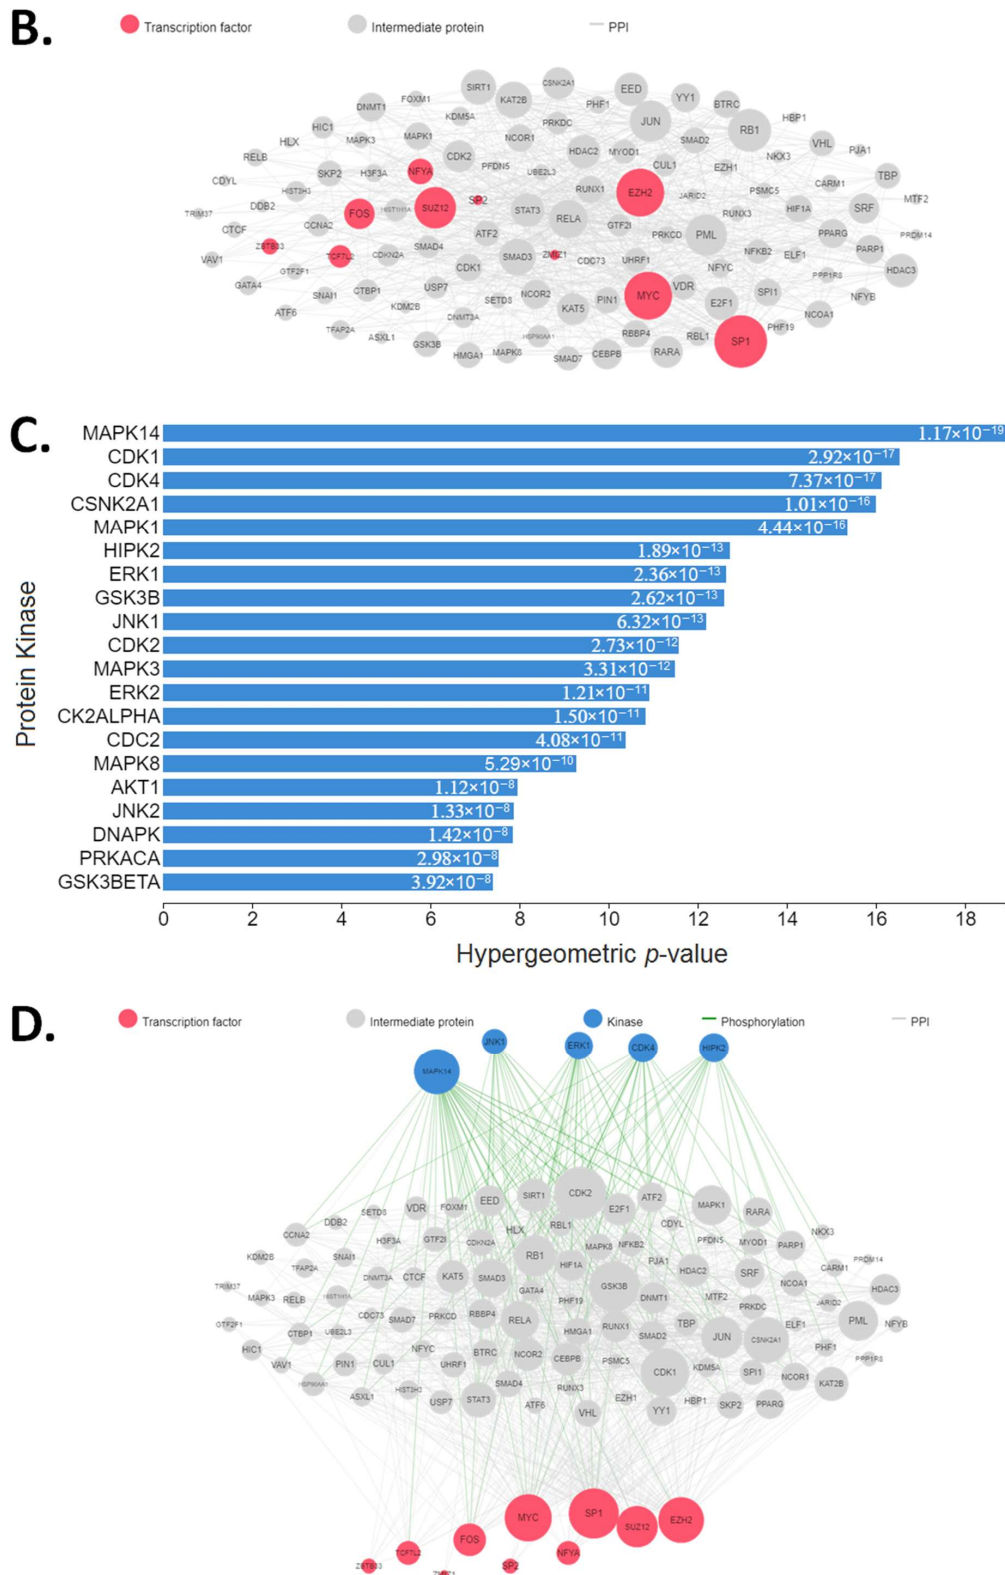 B.
Transcription factor   Intermediate protein   PPI
SIRT1 CSNK2A1 EED
KAT2B YY1
FOXM1 PHF1 BTRC
DNMT1 KDM5A PRKDC JUN HBP1
HIC1 MAPK3 MAPK1 NCOR1 SMAD2 RB1
HLX HDAC2 MYOD1 VHL PJA1
RELB CDK2 PFDN5 CUL1 NKX3
SKP2 H3F3A NFYA UBE2L3 EZH1 TBP
CDYL HIST3H3 RUNX1 EZH2 JARID2 PSMC5 CARM1 MTF2
DDB2 FOS HIST1H1A SUZ12 SP2 STAT3 RUNX3 HIF1A SRF
TRIM37 CCNA2 RELA GTF2I
CTCF ATF2 PRKCD PML PPARG PRDM14
ZBTB33 SMAD4 NFKB2 PARP1
VAV1 TCF7L2 CDKN2A SMAD3 ZMIZ1 CDC73 UHRF1 ELF1
GTF2F1 CDK1 NFYC PPP1R8 HDAC3
GATA4 CTBP1 USP7 VDR SPI1
SNAI1 SETD8 NCOR2 PIN1 MYC E2F1 NFYB
ATF6 KDM2B KAT5 NCOA1
TFAP2A DNMT3A PHF19
ASXL1 HSP90AA1 RBBP4 RBL1 SP1
GSK3B HMGA1 MAPK8 SMAD7 CEBPB RARA
C.
Protein Kinase
MAPK14 1.17×10⁻¹⁹
CDK1 2.92×10⁻¹⁷
CDK4 7.37×10⁻¹⁷
CSNK2A1 1.01×10⁻¹⁶
MAPK1 4.44×10⁻¹⁶
HIPK2 1.89×10⁻¹³
ERK1 2.36×10⁻¹³
GSK3B 2.62×10⁻¹³
JNK1 6.32×10⁻¹³
CDK2 2.73×10⁻¹²
MAPK3 3.31×10⁻¹²
ERK2 1.21×10⁻¹¹
CK2ALPHA 1.50×10⁻¹¹
CDC2 4.08×10⁻¹¹
MAPK8 5.29×10⁻¹⁰
AKT1 1.12×10⁻⁸
JNK2 1.33×10⁻⁸
DNAPK 1.42×10⁻⁸
PRKACA 2.98×10⁻⁸
GSK3BETA 3.92×10⁻⁸
0 2 4 6 8 10 12 14 16 18
Hypergeometric p-value
D.
Transcription factor   Intermediate protein   Kinase   Phosphorylation   PPI
JNK1 ERK1 CDK4 HIPK2
MAPK14
EED SIRT1 CDK2 ATF2
SETD8 VDR FOXM1 E2F1 MAPK1 RARA
CCNA2 DDB2 HLX RBL1 CDYL NKX3
H3F3A GTF2I CDKN2A MAPK8 NFKB2 PFDN5 MYOD1 PARP1
KDM2B SNAI1 RB1 HIF1A PJA1 PRDM14
TFAP2A DNMT3A CTCF KAT5 SMAD3 HDAC2 SRF CARM1
TRIM37 GATA4 GSK3B NCOA1 HDAC3
MAPK3 RELB HIST1H1A PHF19 DNMT1 MTF2 JARID2
CDC73 SMAD7 PRKCD RBBP4 RELA PRKDC PML
GTF2F1 CTBP1 UBE2L3 HMGA1 RUNX1 SMAD2 TBP ELF1 NFYB
HIC1 NFYC BTRC NCOR2 JUN CSNK2A1 PHF1
VAV1 PIN1 CUL1 UHRF1 CEBPB PSMC5 CDK1 KDM5A SPI1 PPP1R8
HSP90AA1 SMAD4 RUNX3 NCOR1 KAT2B
ASXL1 HIST3H3 USP7 STAT3 ATF6 EZH1 HBP1 SKP2 PPARG
VHL YY1
MYC SP1 SUZ12 EZH2
FOS
TCF7L2 NFYA
ZBTB33 SP2